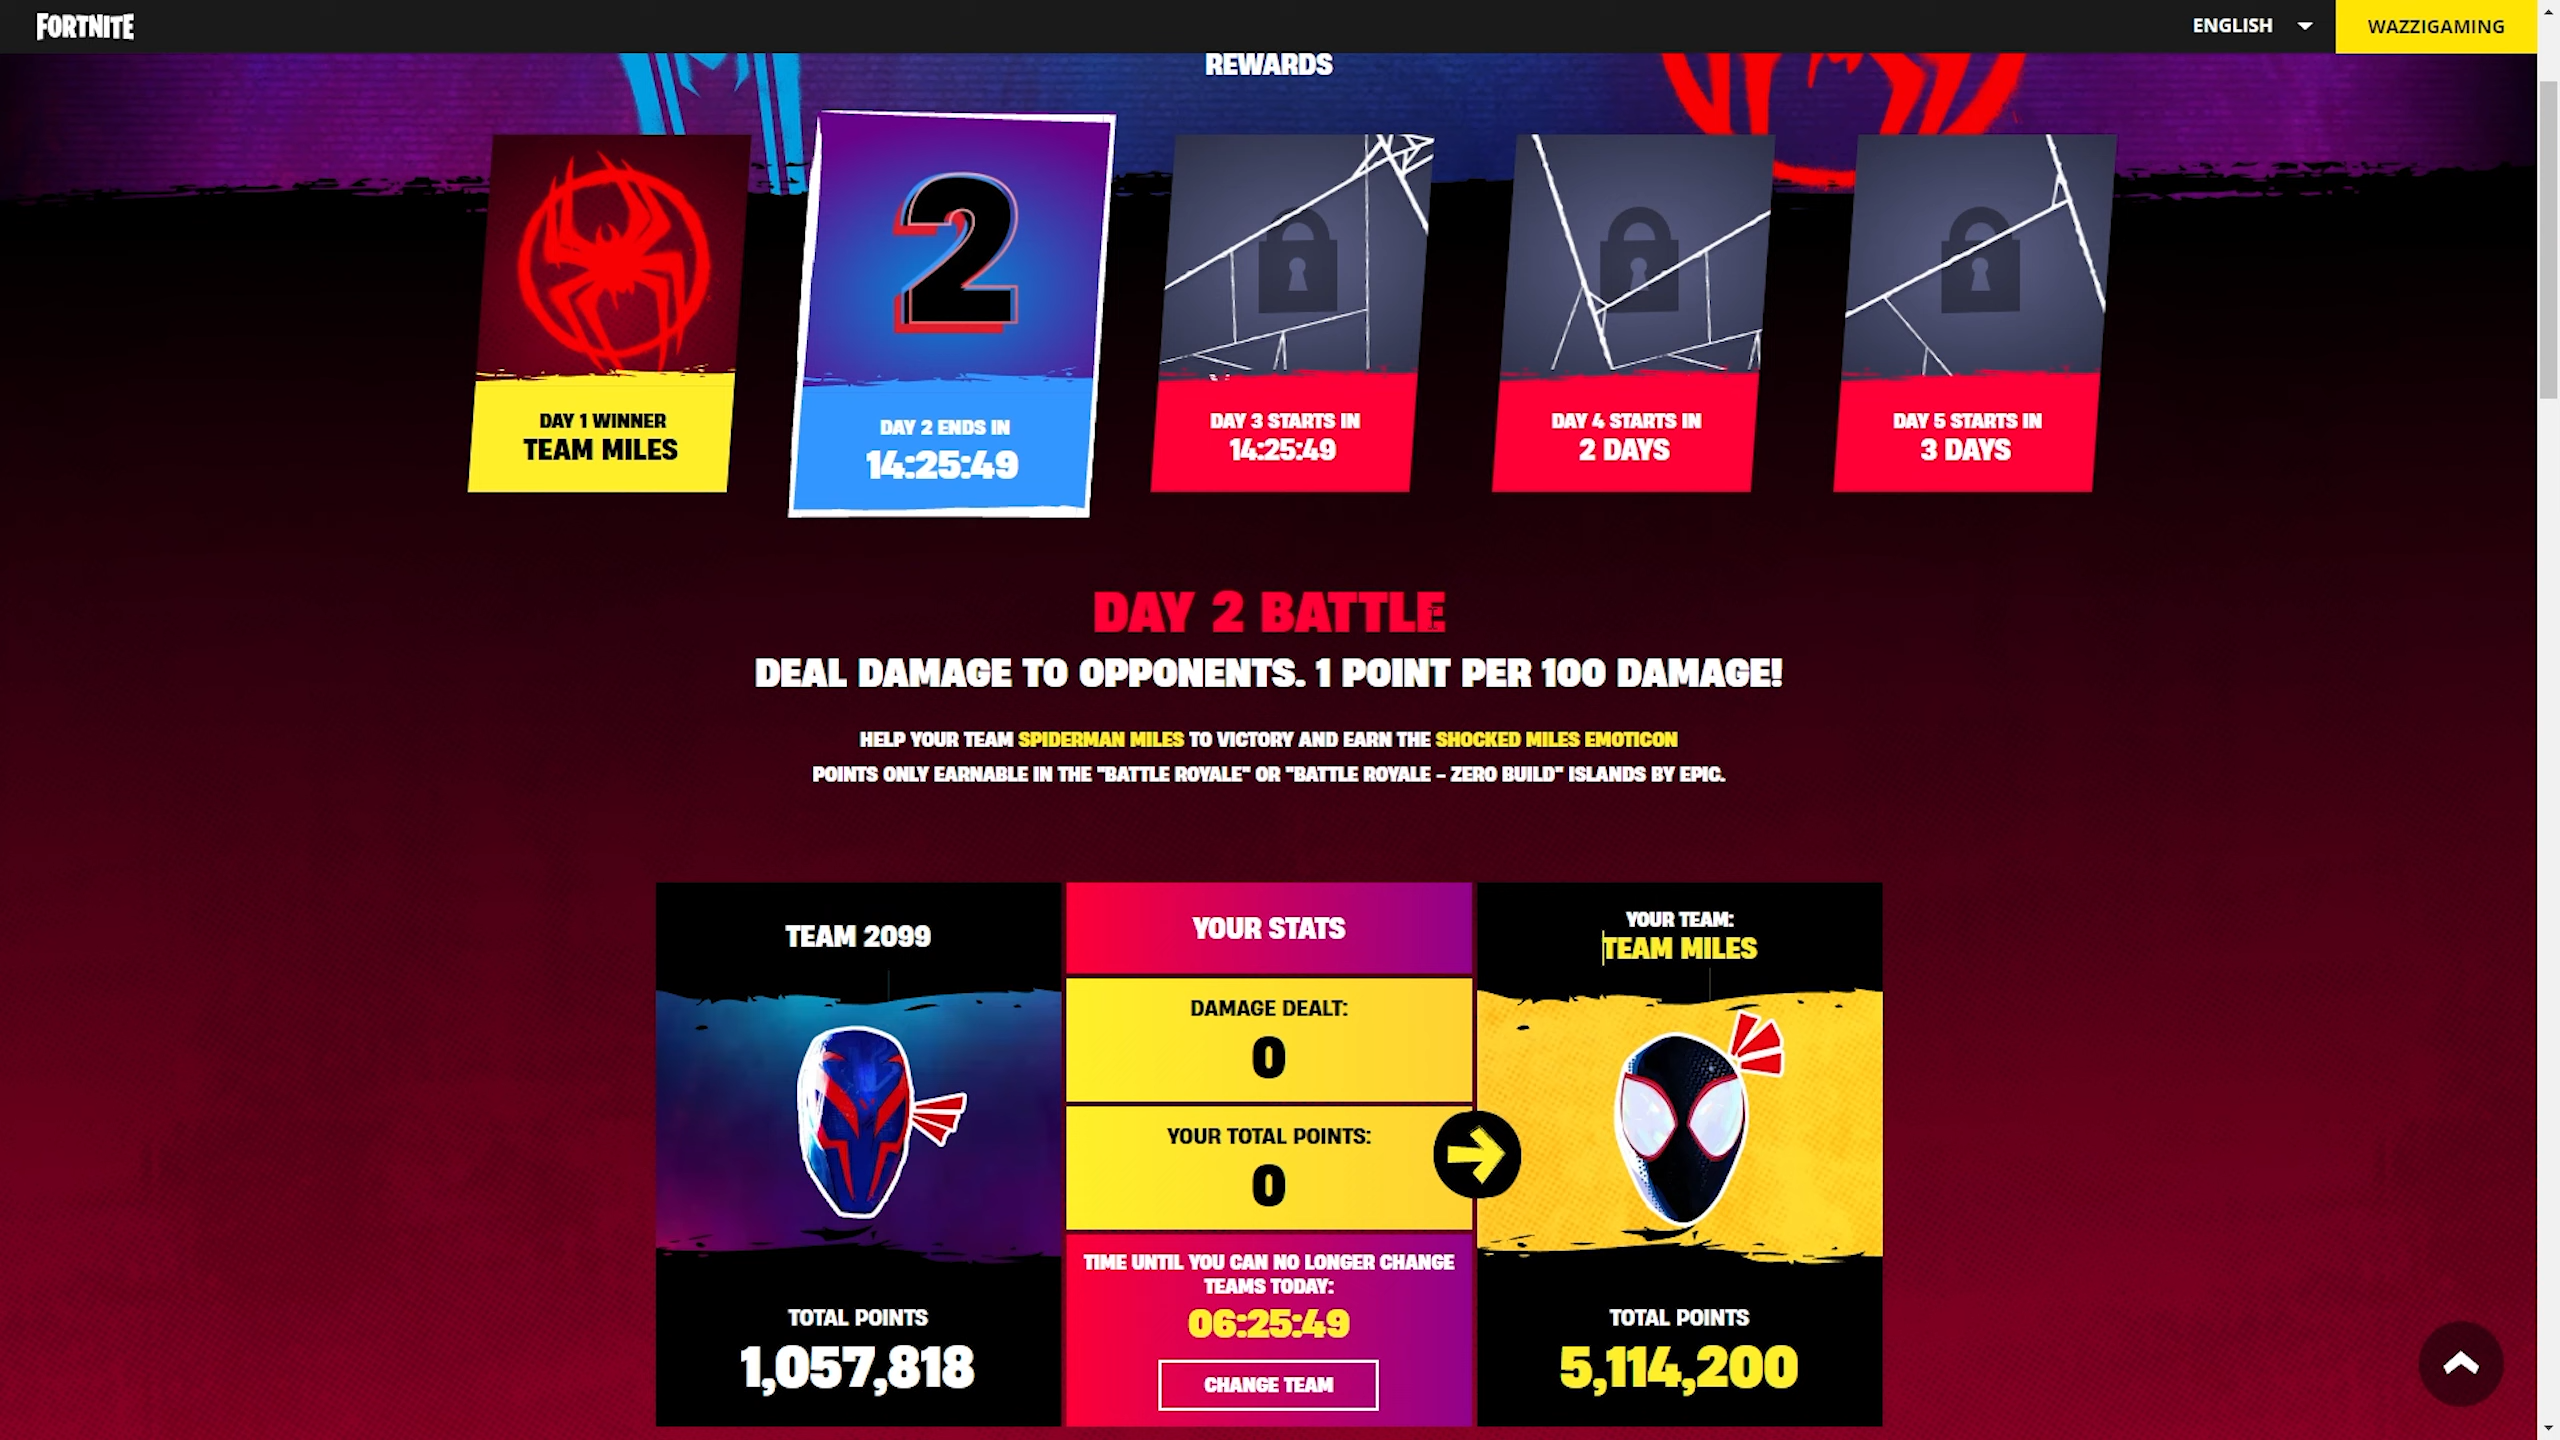 FORTNITE
ENGLISH
WAZZIGAMING
REWARDS
2
DAY 1 WINNER
TEAM MILES
DAY 2 ENDS IN
14:25:49
DAY 3 STARTS IN
14:25:49
DAY 4 STARTS IN
2 DAYS
DAY 5 STARTS IN
3 DAYS
DAY 2 BATTLE
DEAL DAMAGE TO OPPONENTS. 1 POINT PER 100 DAMAGE!
HELP YOUR TEAM SPIDERMAN MILES TO VICTORY AND EARN THE SHOCKED MILES EMOTICON
POINTS ONLY EARNABLE IN THE "BATTLE ROYALE" OR "BATTLE ROYALE - ZERO BUILD" ISLANDS BY EPIC.
TEAM 2099
TOTAL POINTS
1,057,818
YOUR STATS
DAMAGE DEALT:
0
YOUR TOTAL POINTS:
0
TIME UNTIL YOU CAN NO LONGER CHANGE
TEAMS TODAY:
06:25:49
CHANGE TEAM
YOUR TEAM:
TEAM MILES
TOTAL POINTS
5,114,200